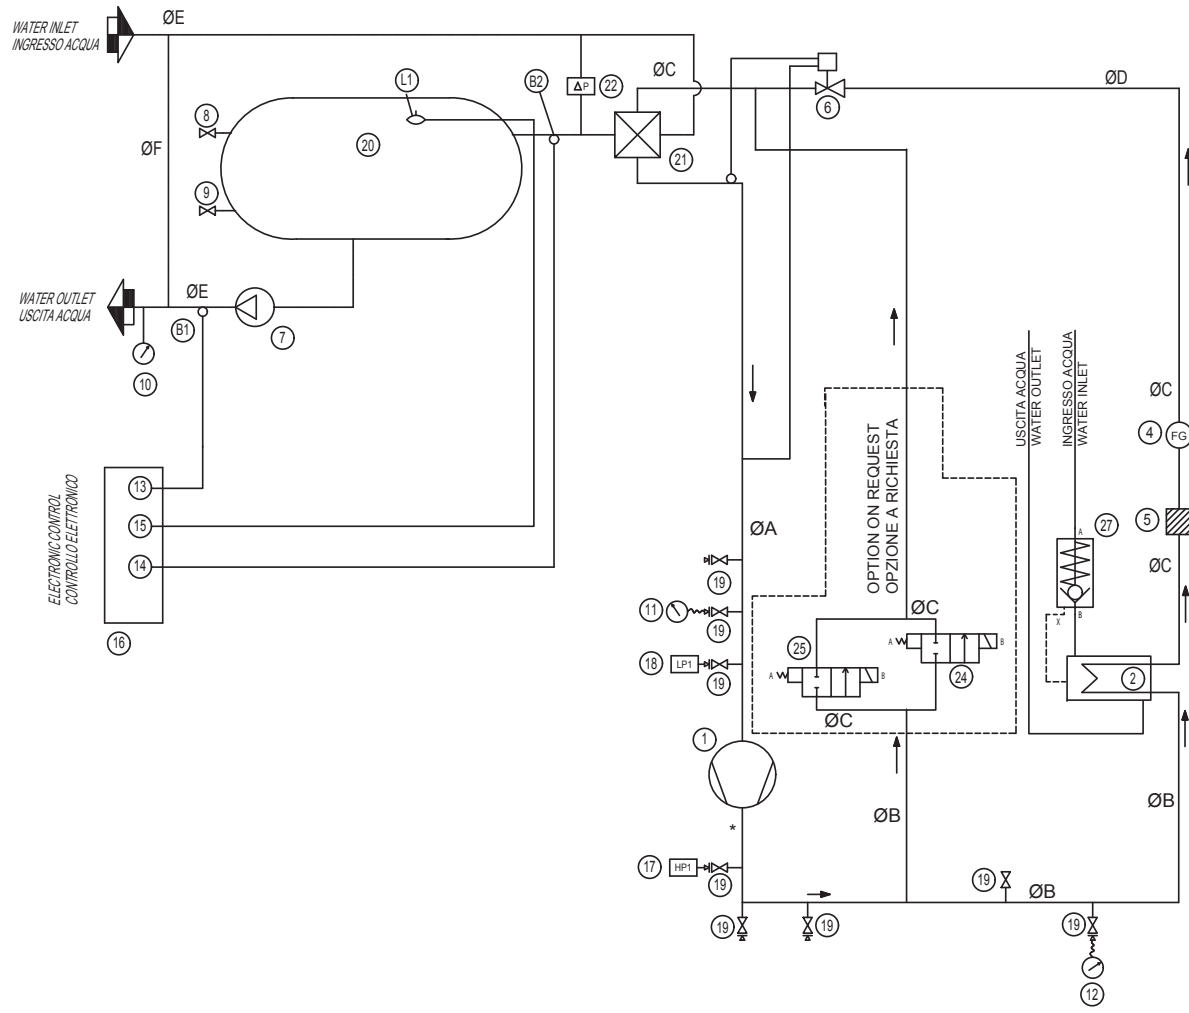 WATER INLET
INGRESSO ACQUA
ØE
8
L1
B2
ΔP
22
ØC
6
ØD
20
21
ØF
9
WATER OUTLET
USCITA ACQUA
ØE
B1
7
10
ELECTRONIC CONTROL
CONTROLLO ELETTRONICO
13
15
14
16
OPTION ON REQUEST
OPZIONE A RICHIESTA
USCITA ACQUA
WATER OUTLET
INGRESSO ACQUA
WATER INLET
ØC
4
FG
5
27
A
ØC
X
B
2
ØA
19
11
19
18
LP1
19
ØC
25
A
B
A
B
24
ØC
1
*
ØB
ØB
17
HP1
19
19
ØB
19
19
19
12